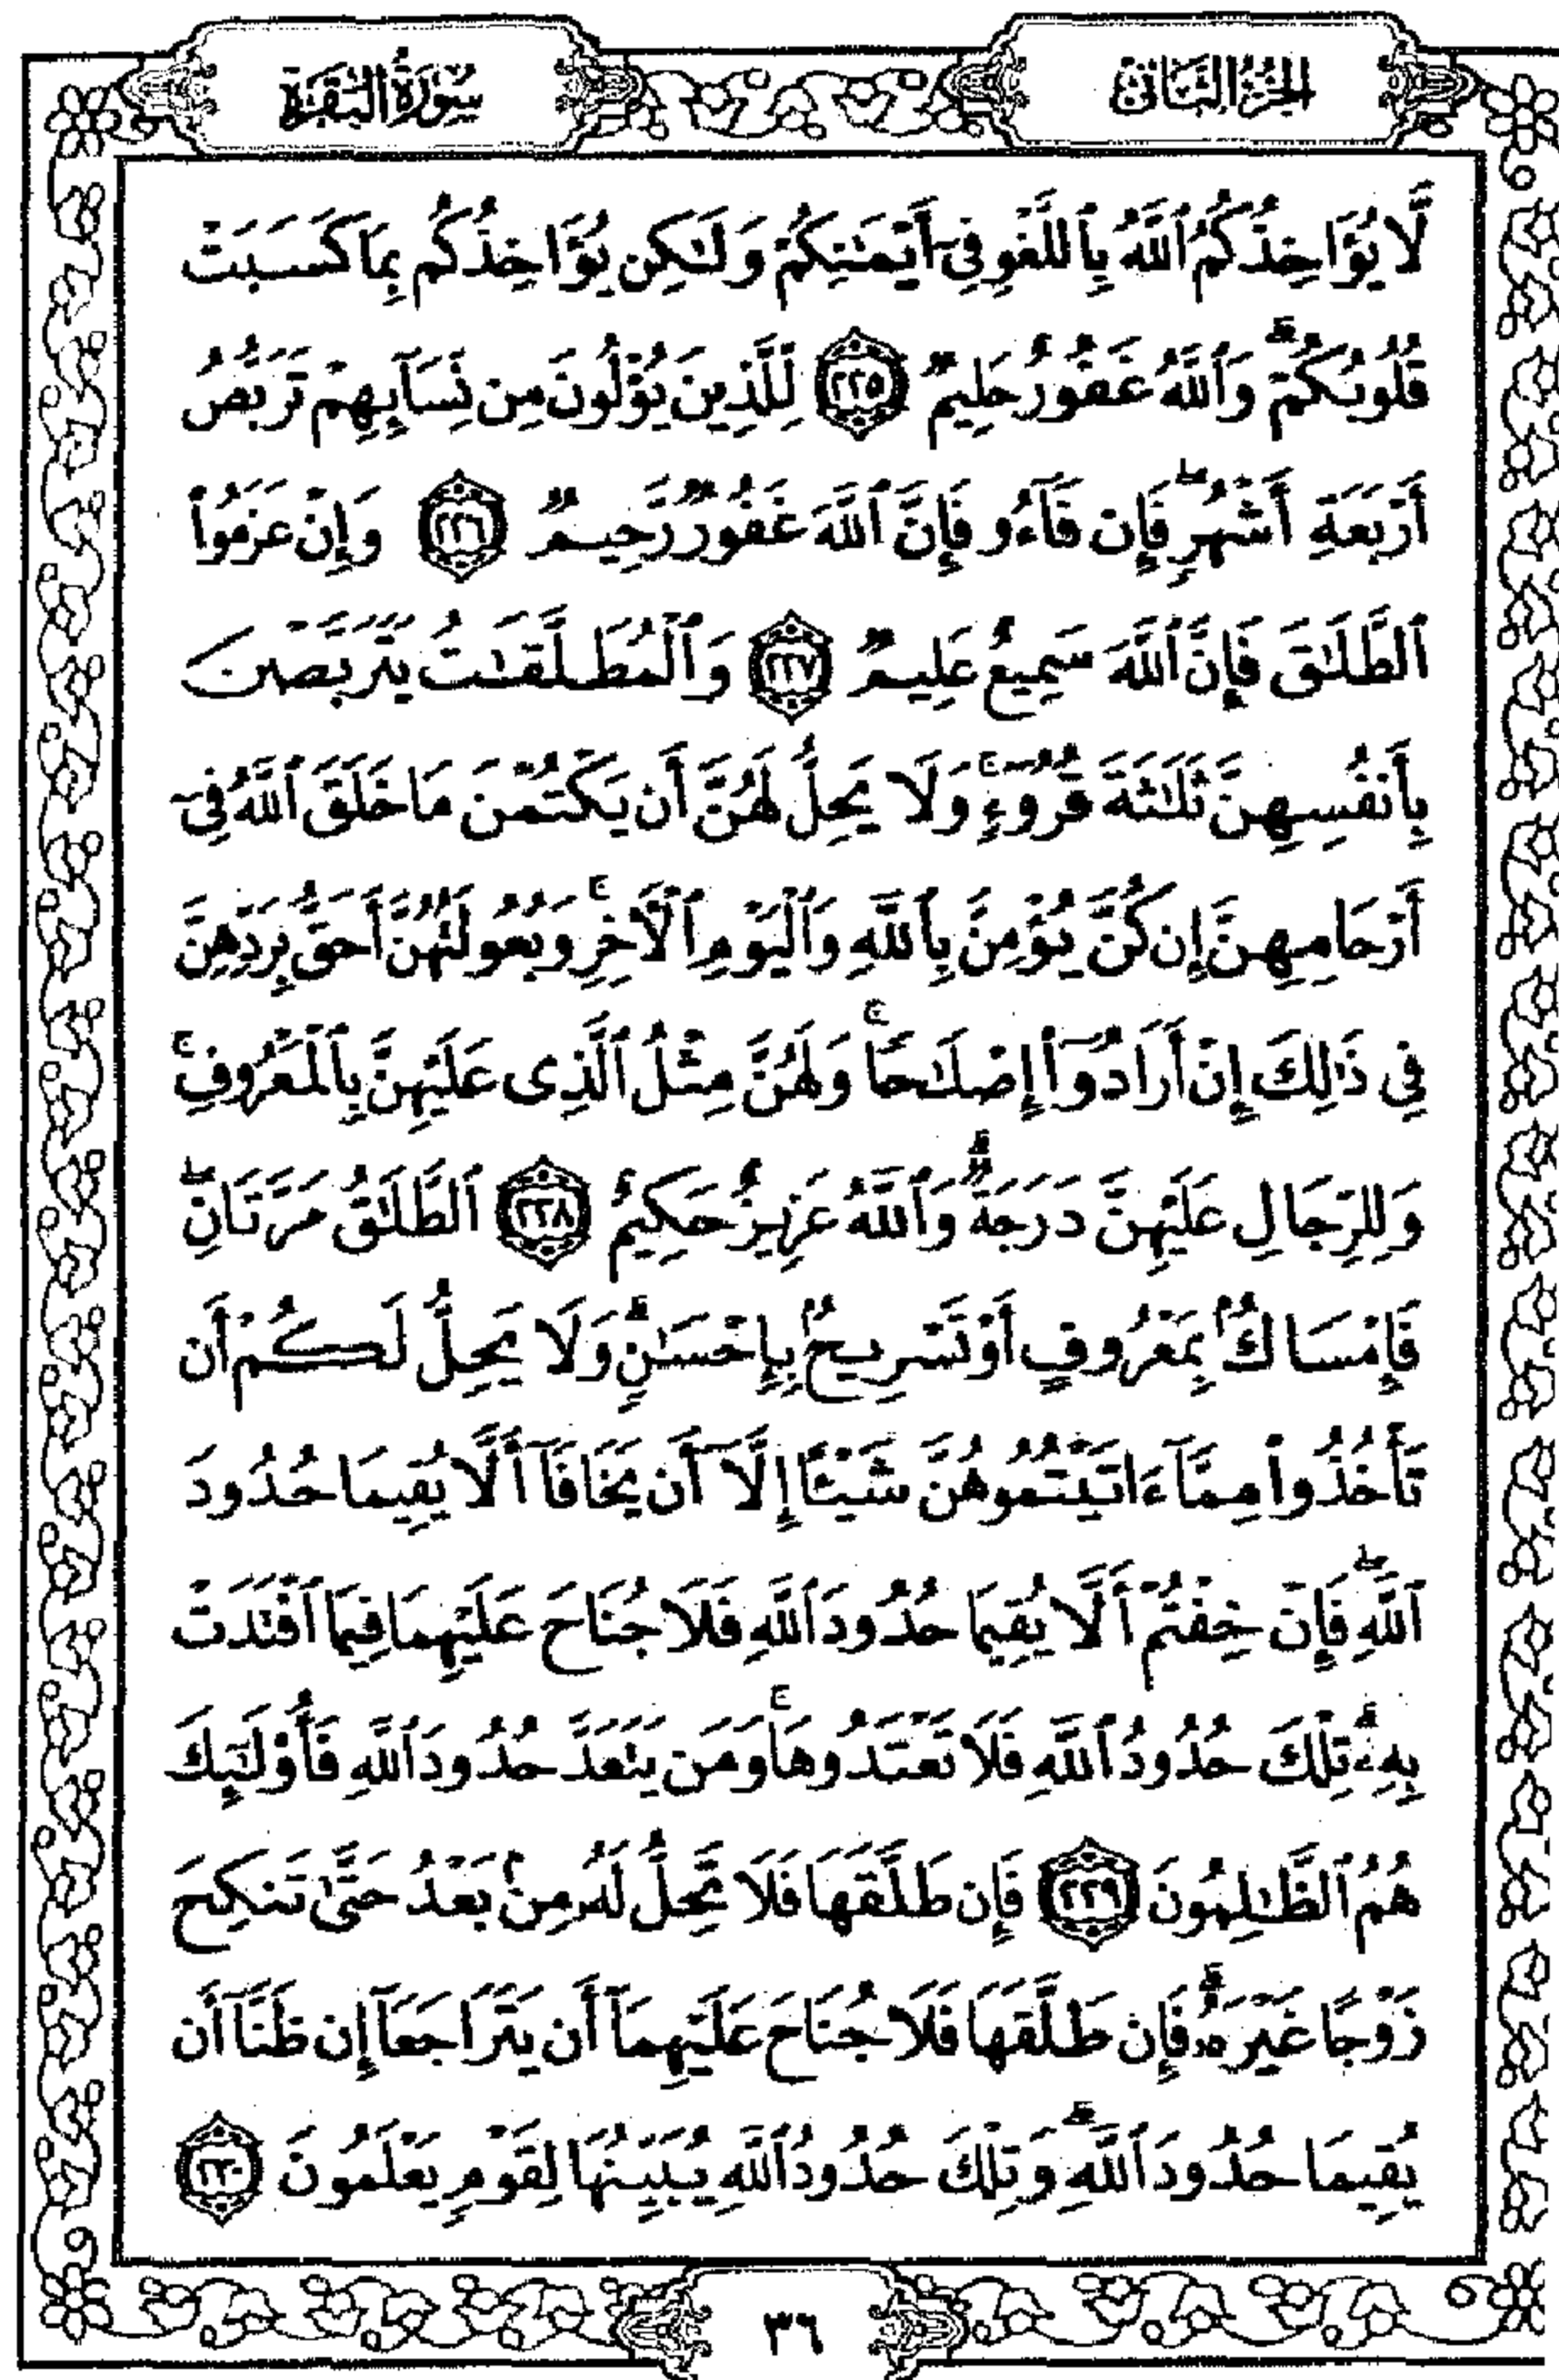 الجزء الثاني
سورة البقرة
لَّا يُؤَاخِذُكُمُ ٱللَّهُ بِٱللَّغْوِ فِىٓ أَيْمَٰنِكُمْ وَلَٰكِن يُؤَاخِذُكُم بِمَا كَسَبَتْ
قُلُوبُكُمْ ۗ وَٱللَّهُ غَفُورٌ حَلِيمٌ ٢٢٥ لِّلَّذِينَ يُؤْلُونَ مِن نِّسَآئِهِمْ تَرَبُّصُ
أَرْبَعَةِ أَشْهُرٍ ۖ فَإِن فَآءُو فَإِنَّ ٱللَّهَ غَفُورٌ رَّحِيمٌ ٢٢٦ وَإِنْ عَزَمُوا۟
ٱلطَّلَٰقَ فَإِنَّ ٱللَّهَ سَمِيعٌ عَلِيمٌ ٢٢٧ وَٱلْمُطَلَّقَٰتُ يَتَرَبَّصْنَ
بِأَنفُسِهِنَّ ثَلَٰثَةَ قُرُوٓءٍ ۚ وَلَا يَحِلُّ لَهُنَّ أَن يَكْتُمْنَ مَا خَلَقَ ٱللَّهُ فِىٓ
أَرْحَامِهِنَّ إِن كُنَّ يُؤْمِنَّ بِٱللَّهِ وَٱلْيَوْمِ ٱلْأَخِرِ ۚ وَبُعُولَتُهُنَّ أَحَقُّ بِرَدِّهِنَّ
فِى ذَٰلِكَ إِنْ أَرَادُوٓا۟ إِصْلَٰحًا ۚ وَلَهُنَّ مِثْلُ ٱلَّذِى عَلَيْهِنَّ بِٱلْمَعْرُوفِ ۚ
وَلِلرِّجَالِ عَلَيْهِنَّ دَرَجَةٌ ۗ وَٱللَّهُ عَزِيزٌ حَكِيمٌ ٢٢٨ ٱلطَّلَٰقُ مَرَّتَانِ ۖ
فَإِمْسَاكٌۢ بِمَعْرُوفٍ أَوْ تَسْرِيحٌۢ بِإِحْسَٰنٍ ۗ وَلَا يَحِلُّ لَكُمْ أَن
تَأْخُذُوا۟ مِمَّآ ءَاتَيْتُمُوهُنَّ شَيْـًٔا إِلَّآ أَن يَخَافَآ أَلَّا يُقِيمَا حُدُودَ
ٱللَّهِ ۖ فَإِنْ خِفْتُمْ أَلَّا يُقِيمَا حُدُودَ ٱللَّهِ فَلَا جُنَاحَ عَلَيْهِمَا فِيمَا ٱفْتَدَتْ
بِهِۦ ۗ تِلْكَ حُدُودُ ٱللَّهِ فَلَا تَعْتَدُوهَا ۚ وَمَن يَتَعَدَّ حُدُودَ ٱللَّهِ فَأُو۟لَٰٓئِكَ
هُمُ ٱلظَّٰلِمُونَ ٢٢٩ فَإِن طَلَّقَهَا فَلَا تَحِلُّ لَهُۥ مِنۢ بَعْدُ حَتَّىٰ تَنكِحَ
زَوْجًا غَيْرَهُۥ ۗ فَإِن طَلَّقَهَا فَلَا جُنَاحَ عَلَيْهِمَآ أَن يَتَرَاجَعَآ إِن ظَنَّآ أَن
يُقِيمَا حُدُودَ ٱللَّهِ ۗ وَتِلْكَ حُدُودُ ٱللَّهِ يُبَيِّنُهَا لِقَوْمٍ يَعْلَمُونَ ٢٣٠
٣٦